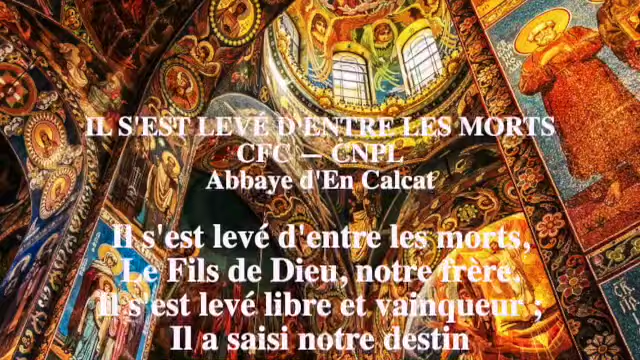 IL S'EST LEVÉ D'ENTRE LES MORTS
CFC – CNPL
Abbaye d'En Calcat
Il s'est levé d'entre les morts,
Le Fils de Dieu, notre frère.
Il s'est levé libre et vainqueur ;
Il a saisi notre destin